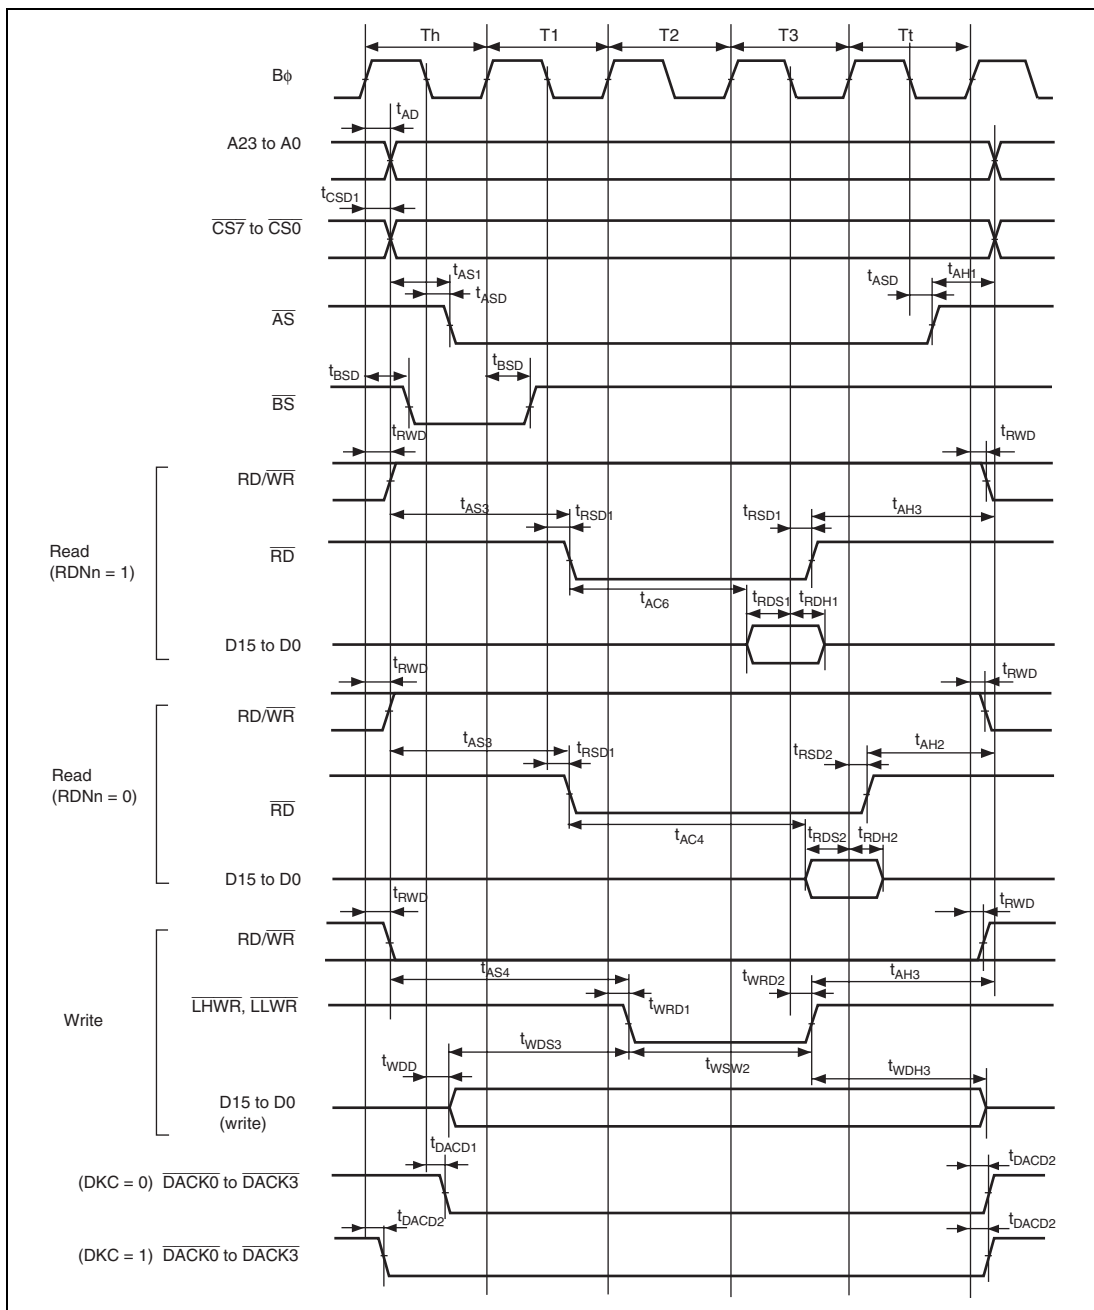 Th T1 T2 T3 Tt
Bϕ
tAD
A23 to A0
tCSD1
CS7 to CS0
tAS1
tASD
tASD
tAH1
AS
tBSD
tBSD
BS
tRWD
tRWD
RD/WR
tAS3
tRSD1
tRSD1
tAH3
Read
(RDNn = 1)
RD
tAC6
tRDS1
tRDH1
D15 to D0
tRWD
tRWD
RD/WR
tAS3
tRSD1
tRSD2
tAH2
Read
(RDNn = 0)
RD
tAC4
tRDS2
tRDH2
D15 to D0
tRWD
tRWD
RD/WR
tAS4
tWRD2
tAH3
LHWR, LLWR
tWRD1
Write
tWDS3
tWSW2
tWDD
tWDH3
D15 to D0
(write)
tDACD1
tDACD2
(DKC = 0) DACK0 to DACK3
tDACD2
tDACD2
(DKC = 1) DACK0 to DACK3